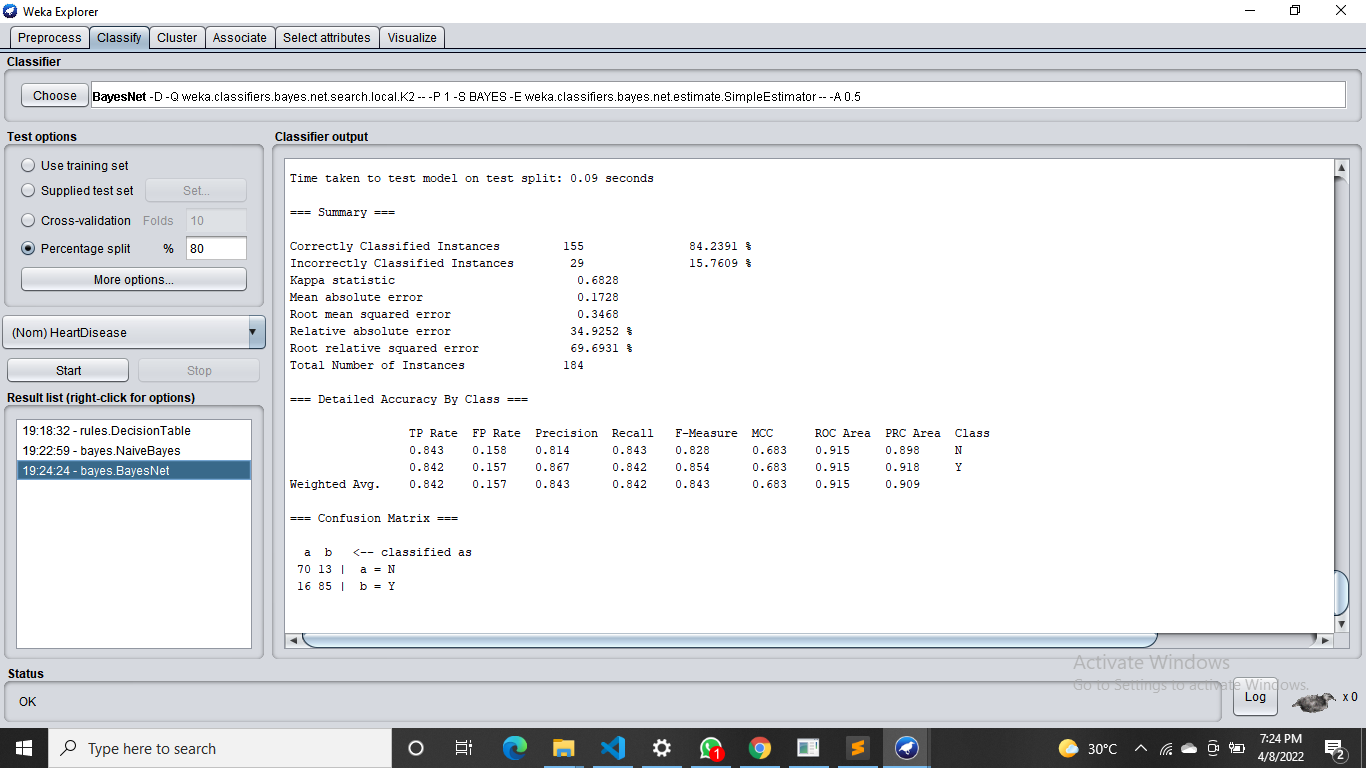 Weka Explorer
Preprocess Classify Cluster Associate Select attributes Visualize
Classifier
Choose BayesNet -D -Q weka.classifiers.bayes.net.search.local.K2 -- -P 1 -S BAYES -E weka.classifiers.bayes.net.estimate.SimpleEstimator -- -A 0.5
Test options
Use training set
Supplied test set Set...
Cross-validation Folds 10
Percentage split % 80
More options...
(Nom) HeartDisease
Start Stop
Result list (right-click for options)
19:18:32 - rules.DecisionTable
19:22:59 - bayes.NaiveBayes
19:24:24 - bayes.BayesNet
Classifier output
Time taken to test model on test split: 0.09 seconds
=== Summary ===
Correctly Classified Instances 155 84.2391 %
Incorrectly Classified Instances 29 15.7609 %
Kappa statistic 0.6828
Mean absolute error 0.1728
Root mean squared error 0.3468
Relative absolute error 34.9252 %
Root relative squared error 69.6931 %
Total Number of Instances 184
=== Detailed Accuracy By Class ===
TP Rate FP Rate Precision Recall F-Measure MCC ROC Area PRC Area Class
0.843 0.158 0.814 0.843 0.828 0.683 0.915 0.898 N
0.842 0.157 0.867 0.842 0.854 0.683 0.915 0.918 Y
Weighted Avg. 0.842 0.157 0.843 0.842 0.843 0.683 0.915 0.909
=== Confusion Matrix ===
a b <-- classified as
70 13 | a = N
16 85 | b = Y
Activate Windows
Go to Settings to activate Windows.
Status
OK
Log x 0
Type here to search
1
30°C
7:24 PM
4/8/2022
2